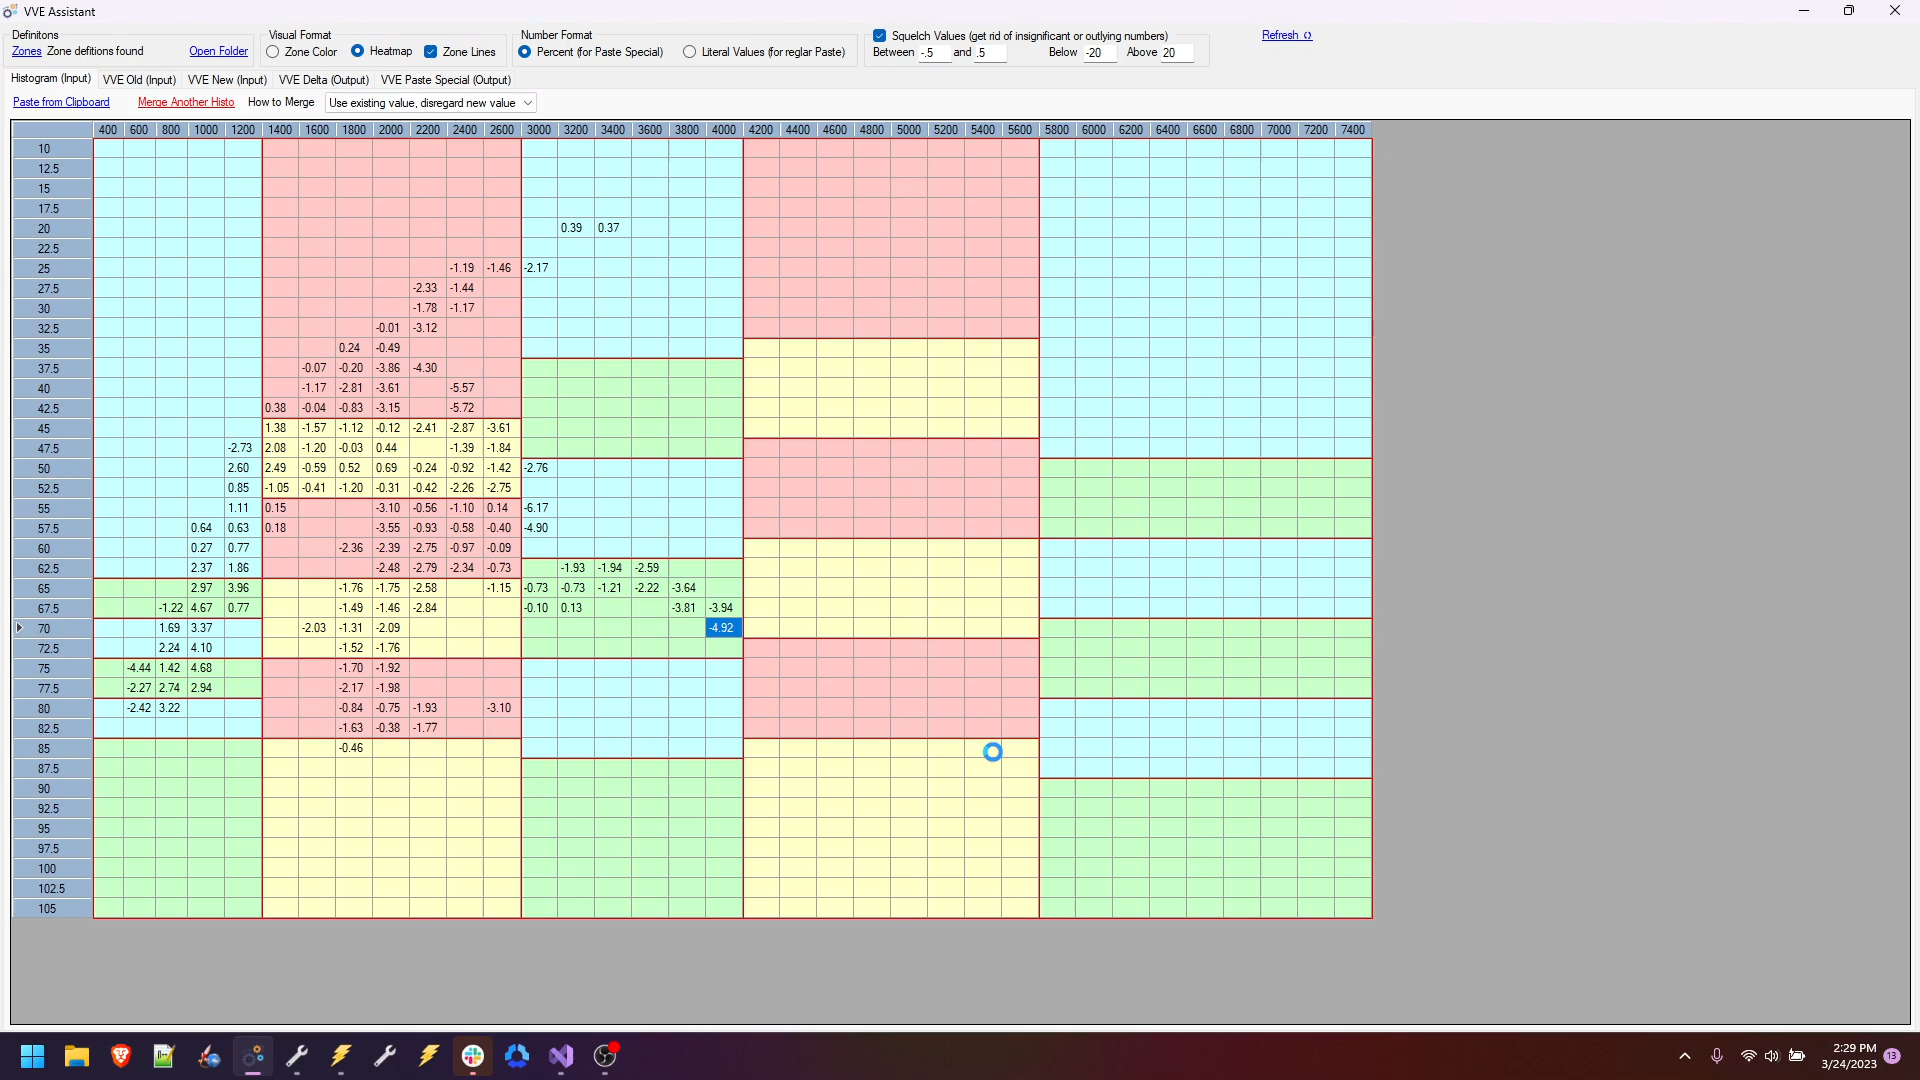 VVE Assistant
Definitons
Zones Zone defitions found Open Folder
Visual Format
Zone Color Heatmap Zone Lines
Number Format
Percent (for Paste Special) Literal Values (for reglar Paste)
Squelch Values (get rid of insignificant or outlying numbers)
Between -.5 and .5 Below -20 Above 20
Refresh
Histogram (Input) VVE Old (Input) VVE New (Input) VVE Delta (Output) VVE Paste Special (Output)
Paste from Clipboard Merge Another Histo How to Merge Use existing value, disregard new value
400 600 800 1000 1200 1400 1600 1800 2000 2200 2400 2600 3000 3200 3400 3600 3800 4000 4200 4400 4600 4800 5000 5200 5400 5600 5800 6000 6200 6400 6600 6800 7000 7200 7400
10
12.5
15
17.5
20 0.39 0.37
22.5
25 -1.19 -1.46 -2.17
27.5 -2.33 -1.44
30 -1.78 -1.17
32.5 -0.01 -3.12
35 0.24 -0.49
37.5 -0.07 -0.20 -3.86 -4.30
40 -1.17 -2.81 -3.61 -5.57
42.5 0.38 -0.04 -0.83 -3.15 -5.72
45 1.38 -1.57 -1.12 -0.12 -2.41 -2.87 -3.61
47.5 -2.73 2.08 -1.20 -0.03 0.44 -1.39 -1.84
50 2.60 2.49 -0.59 0.52 0.69 -0.24 -0.92 -1.42 -2.76
52.5 0.85 -1.05 -0.41 -1.20 -0.31 -0.42 -2.26 -2.75
55 1.11 0.15 -3.10 -0.56 -1.10 0.14 -6.17
57.5 0.64 0.63 0.18 -3.55 -0.93 -0.58 -0.40 -4.90
60 0.27 0.77 -2.36 -2.39 -2.75 -0.97 -0.09
62.5 2.37 1.86 -2.48 -2.79 -2.34 -0.73 -1.93 -1.94 -2.59
65 2.97 3.96 -1.76 -1.75 -2.58 -1.15 -0.73 -0.73 -1.21 -2.22 -3.64
67.5 -1.22 4.67 0.77 -1.49 -1.46 -2.84 -0.10 0.13 -3.81 -3.94
70 1.69 3.37 -2.03 -1.31 -2.09 -4.92
72.5 2.24 4.10 -1.52 -1.76
75 -4.44 1.42 4.68 -1.70 -1.92
77.5 -2.27 2.74 2.94 -2.17 -1.98
80 -2.42 3.22 -0.84 -0.75 -1.93 -3.10
82.5 -1.63 -0.38 -1.77
85 -0.46
87.5
90
92.5
95
97.5
100
102.5
105
2:29 PM
3/24/2023 13